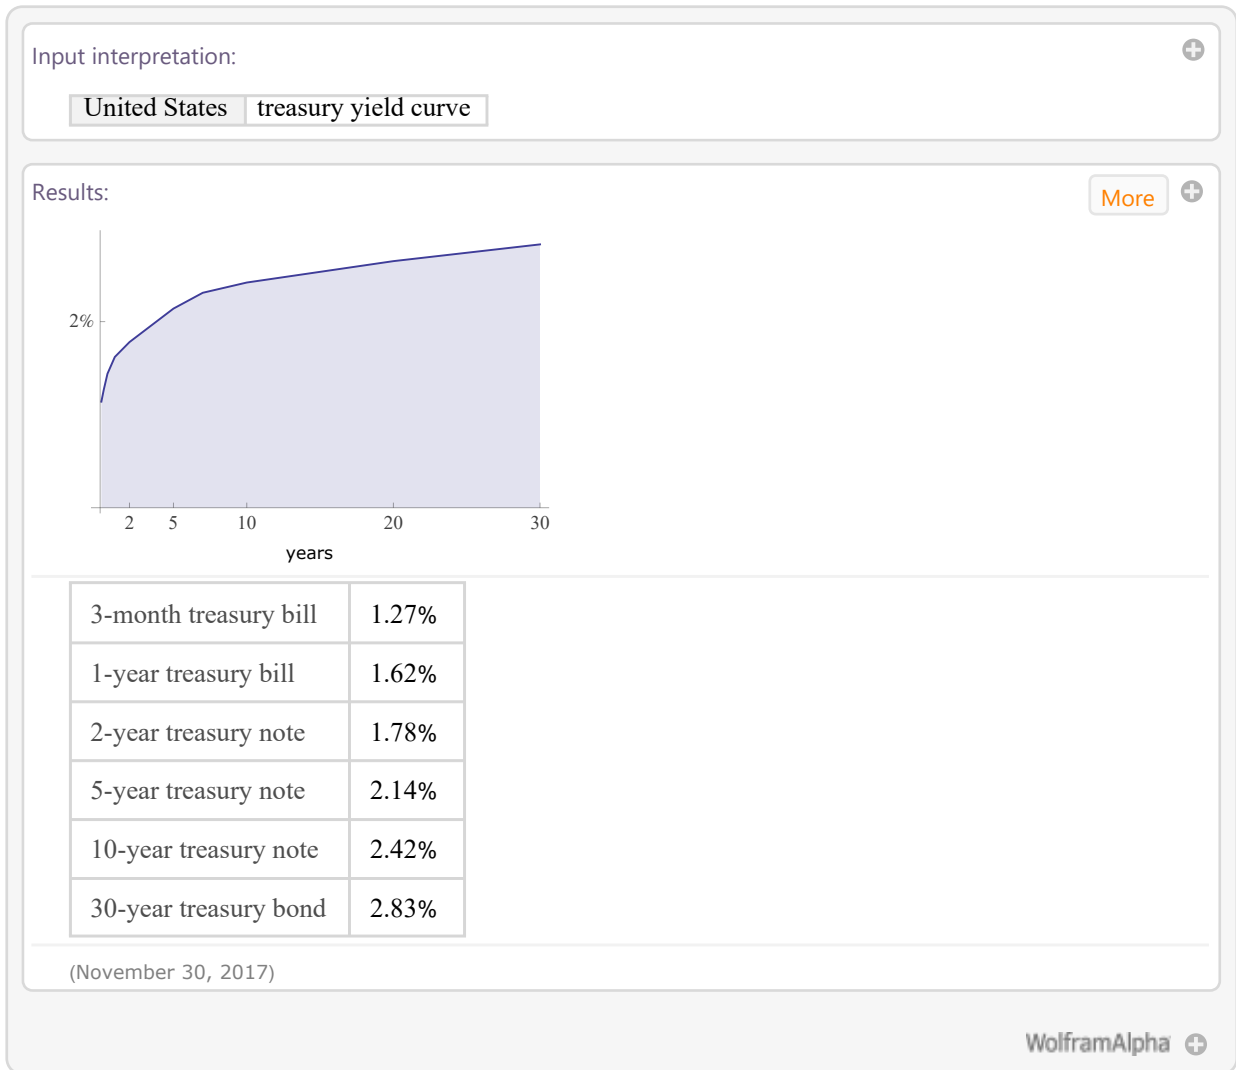 Input interpretation:
United States treasury yield curve
Results:
More
2%
2 5 10 20 30
years
3-month treasury bill 1.27%
1-year treasury bill 1.62%
2-year treasury note 1.78%
5-year treasury note 2.14%
10-year treasury note 2.42%
30-year treasury bond 2.83%
(November 30, 2017)
WolframAlpha